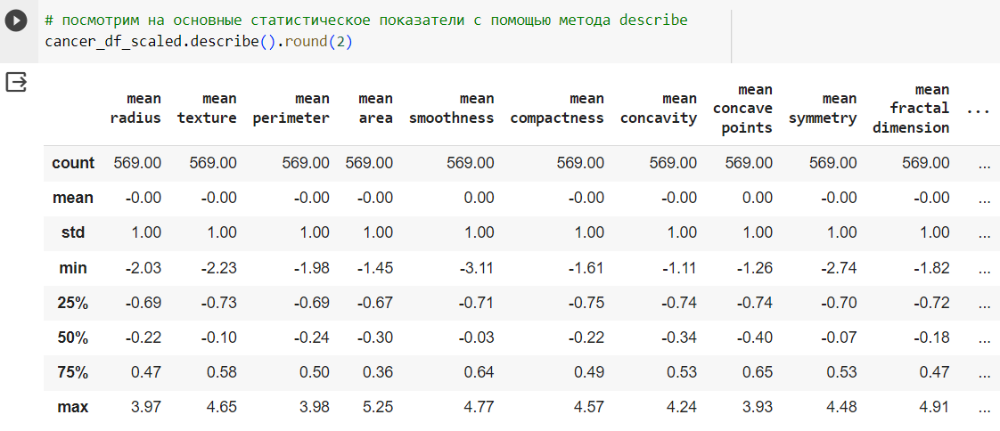 # посмотрим на основные статистическое показатели с помощью метода describe
cancer_df_scaled.describe().round(2)
mean radius mean texture mean perimeter mean area mean smoothness mean compactness mean concavity mean concave points mean symmetry mean fractal dimension ...
count 569.00 569.00 569.00 569.00 569.00 569.00 569.00 569.00 569.00 569.00 ...
mean -0.00 -0.00 -0.00 -0.00 0.00 -0.00 -0.00 0.00 -0.00 -0.00 ...
std 1.00 1.00 1.00 1.00 1.00 1.00 1.00 1.00 1.00 1.00 ...
min -2.03 -2.23 -1.98 -1.45 -3.11 -1.61 -1.11 -1.26 -2.74 -1.82 ...
25% -0.69 -0.73 -0.69 -0.67 -0.71 -0.75 -0.74 -0.74 -0.70 -0.72 ...
50% -0.22 -0.10 -0.24 -0.30 -0.03 -0.22 -0.34 -0.40 -0.07 -0.18 ...
75% 0.47 0.58 0.50 0.36 0.64 0.49 0.53 0.65 0.53 0.47 ...
max 3.97 4.65 3.98 5.25 4.77 4.57 4.24 3.93 4.48 4.91 ...